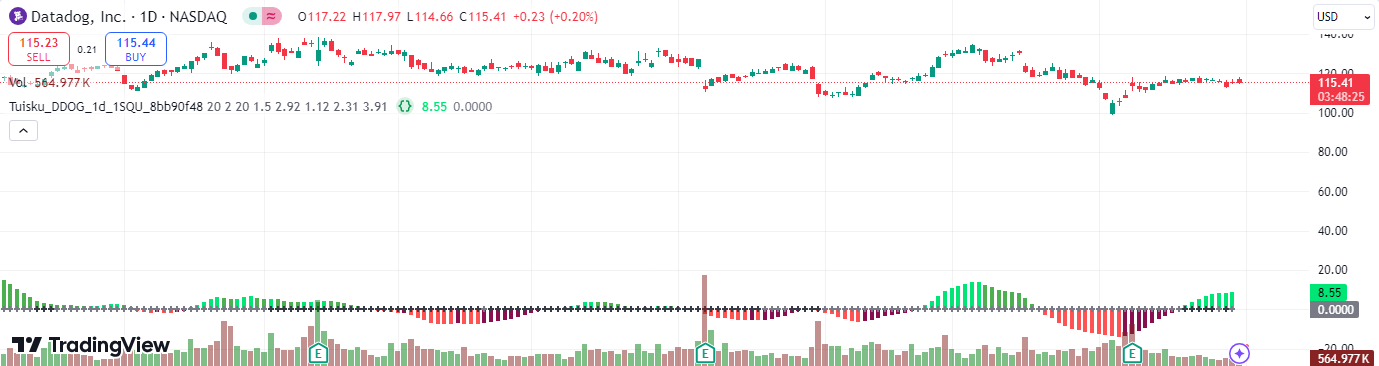 Datadog, Inc. · 1D · NASDAQ O117.22 H117.97 L114.66 C115.41 +0.23 (+0.20%)
USD
115.23 SELL
0.21
115.44 BUY
Vol · 564.977 K
Tuisku_DDOG_1d_1SQU_8bb90f48 20 2 20 1.5 2.92 1.12 2.31 3.91 {} 8.55 0.0000
140.00
120.00
115.41
03:48:25
100.00
80.00
60.00
40.00
20.00
8.55
0.0000
-20.00
564.977 K
TradingView
E
E
E